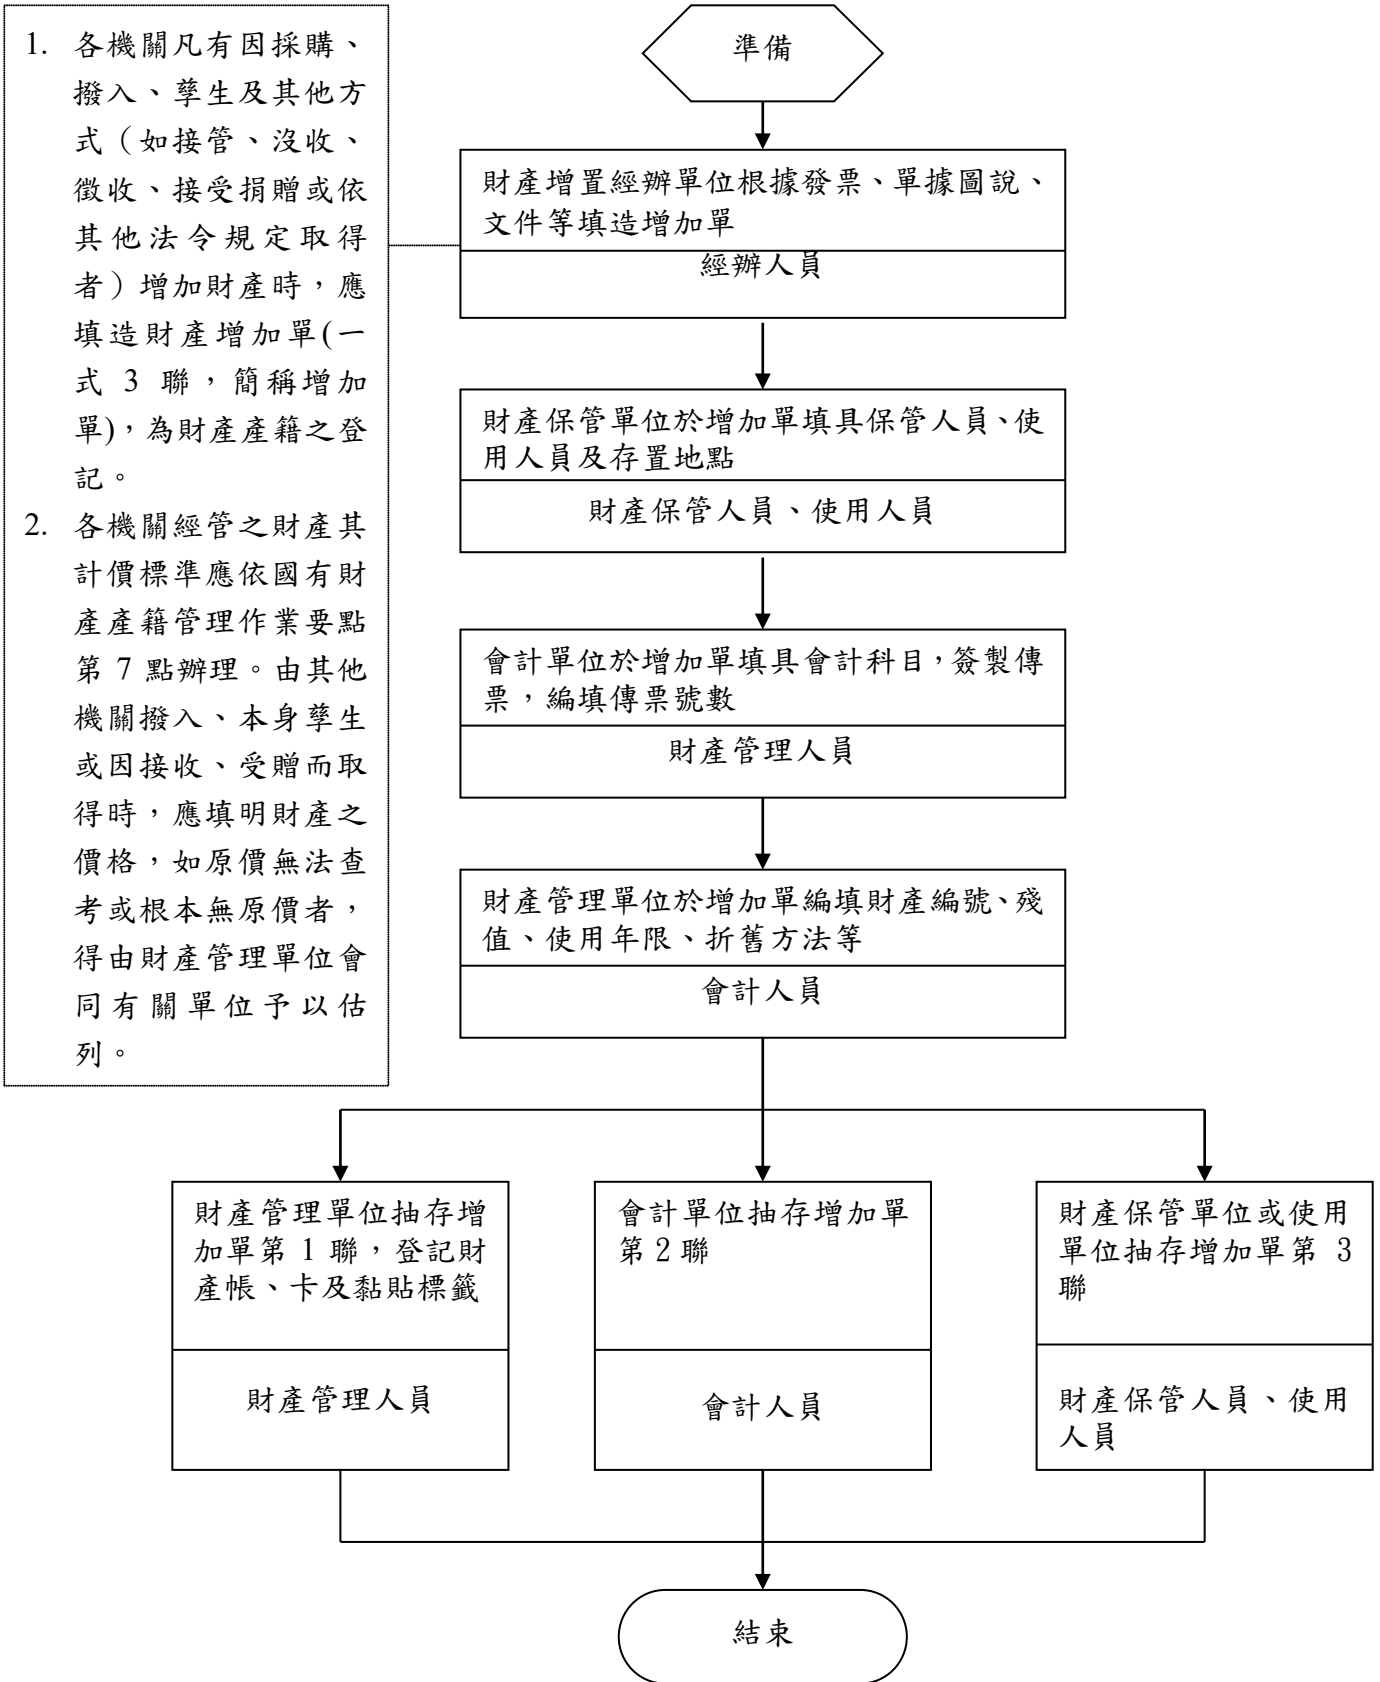 1. 各機關凡有因採購、
撥入、孳生及其他方
式（如接管、沒收、
徵收、接受捐贈或依
其他法令規定取得
者）增加財產時，應
填造財產增加單(一
式 3 聯，簡稱增加
單)，為財產產籍之登
記。
2. 各機關經管之財產其
計價標準應依國有財
產產籍管理作業要點
第 7 點辦理。由其他
機關撥入、本身孳生
或因接收、受贈而取
得時，應填明財產之
價格，如原價無法查
考或根本無原價者，
得由財產管理單位會
同有關單位予以估
列。
準備
財產增置經辦單位根據發票、單據圖說、
文件等填造增加單
經辦人員
財產保管單位於增加單填具保管人員、使
用人員及存置地點
財產保管人員、使用人員
會計單位於增加單填具會計科目，簽製傳
票，編填傳票號數
財產管理人員
財產管理單位於增加單編填財產編號、殘
值、使用年限、折舊方法等
會計人員
財產管理單位抽存增
加單第 1 聯，登記財
產帳、卡及黏貼標籤
財產管理人員
會計單位抽存增加單
第 2 聯
會計人員
財產保管單位或使用
單位抽存增加單第 3
聯
財產保管人員、使用
人員
結束